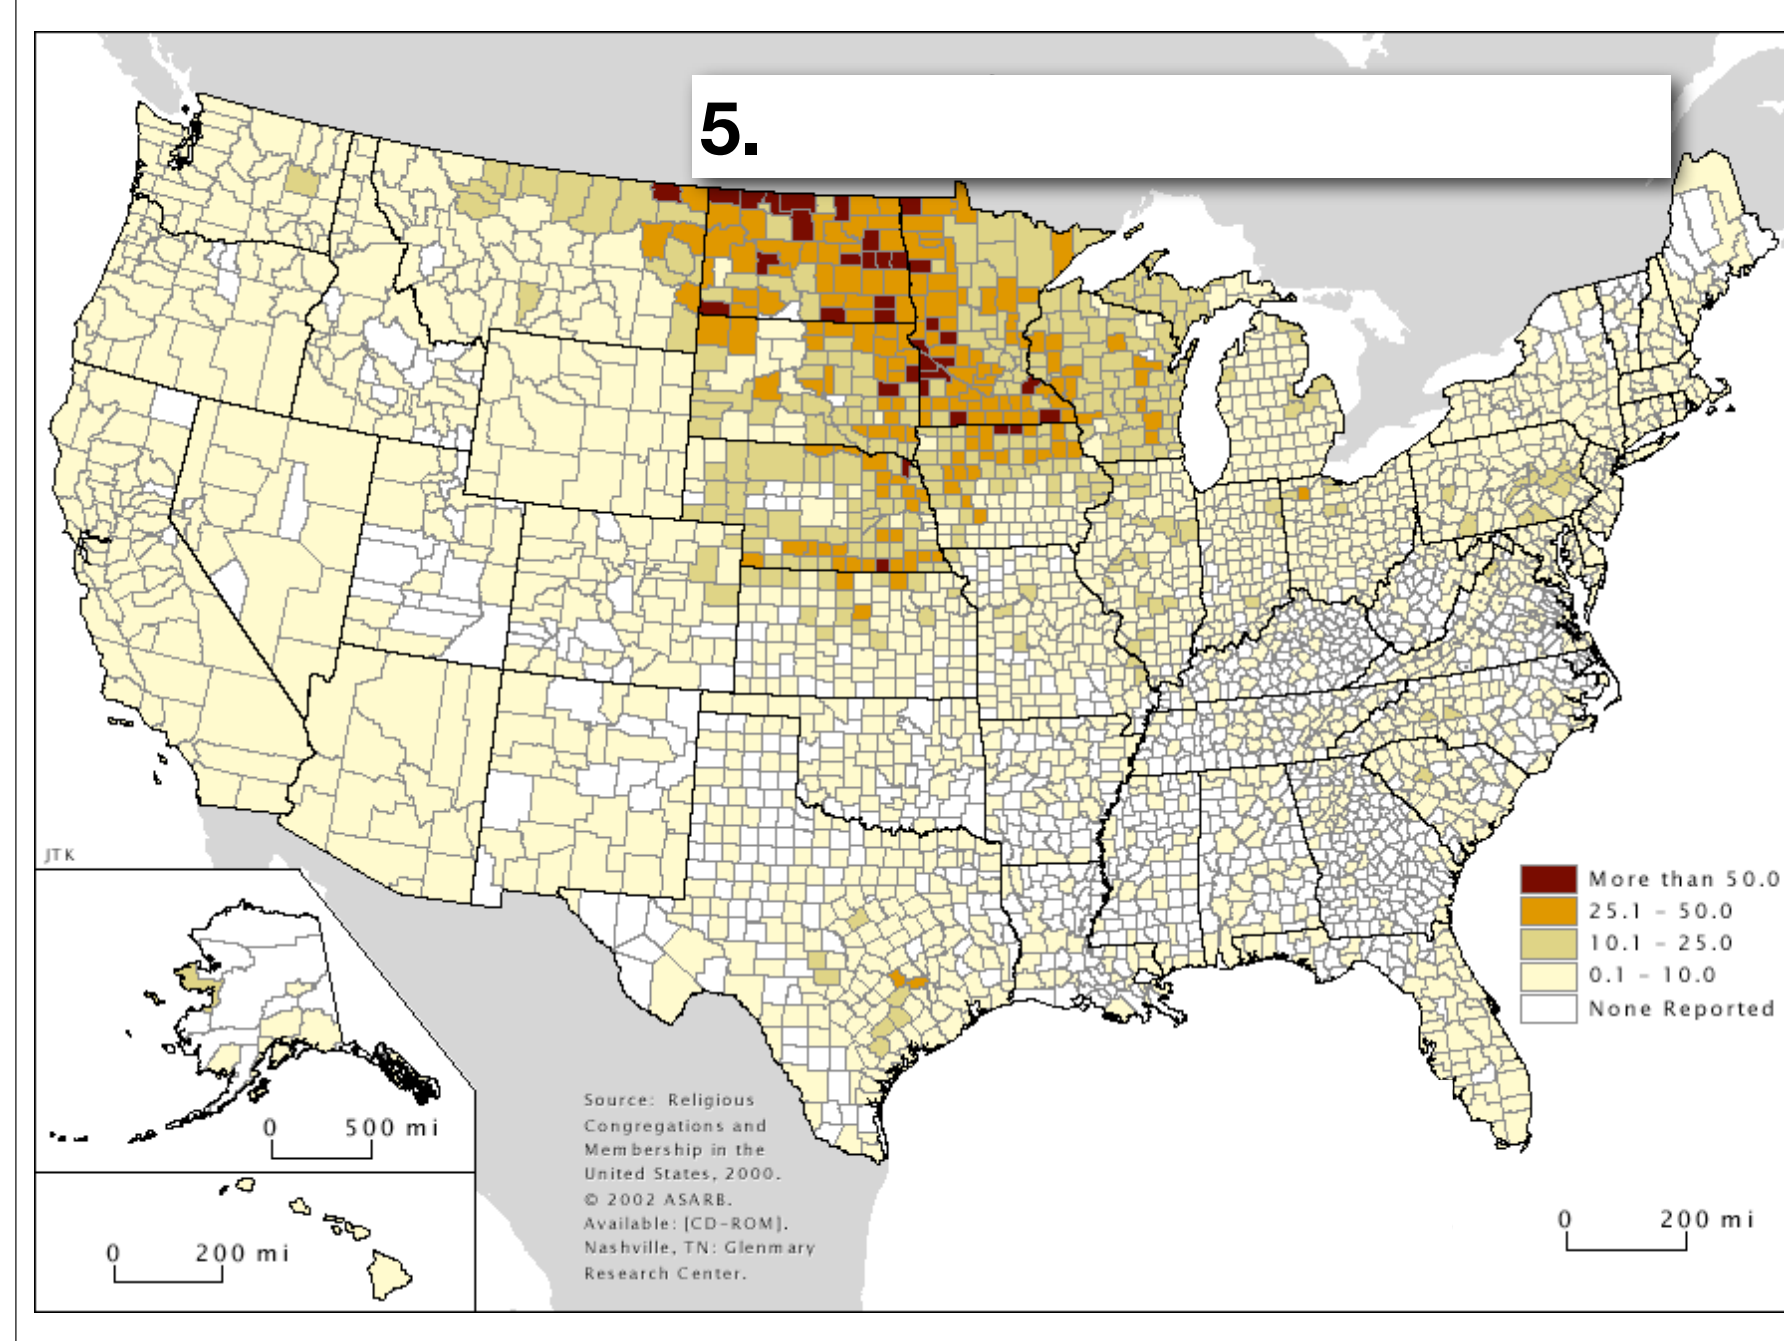 5.
JTK
More than 50.0
25.1 – 50.0
10.1 – 25.0
0.1 – 10.0
None Reported
0 500 mi
0 200 mi
Source: Religious
Congregations and
Membership in the
United States, 2000.
© 2002 ASARB.
Available: [CD–ROM].
Nashville, TN: Glenmary
Research Center.
0 200 mi